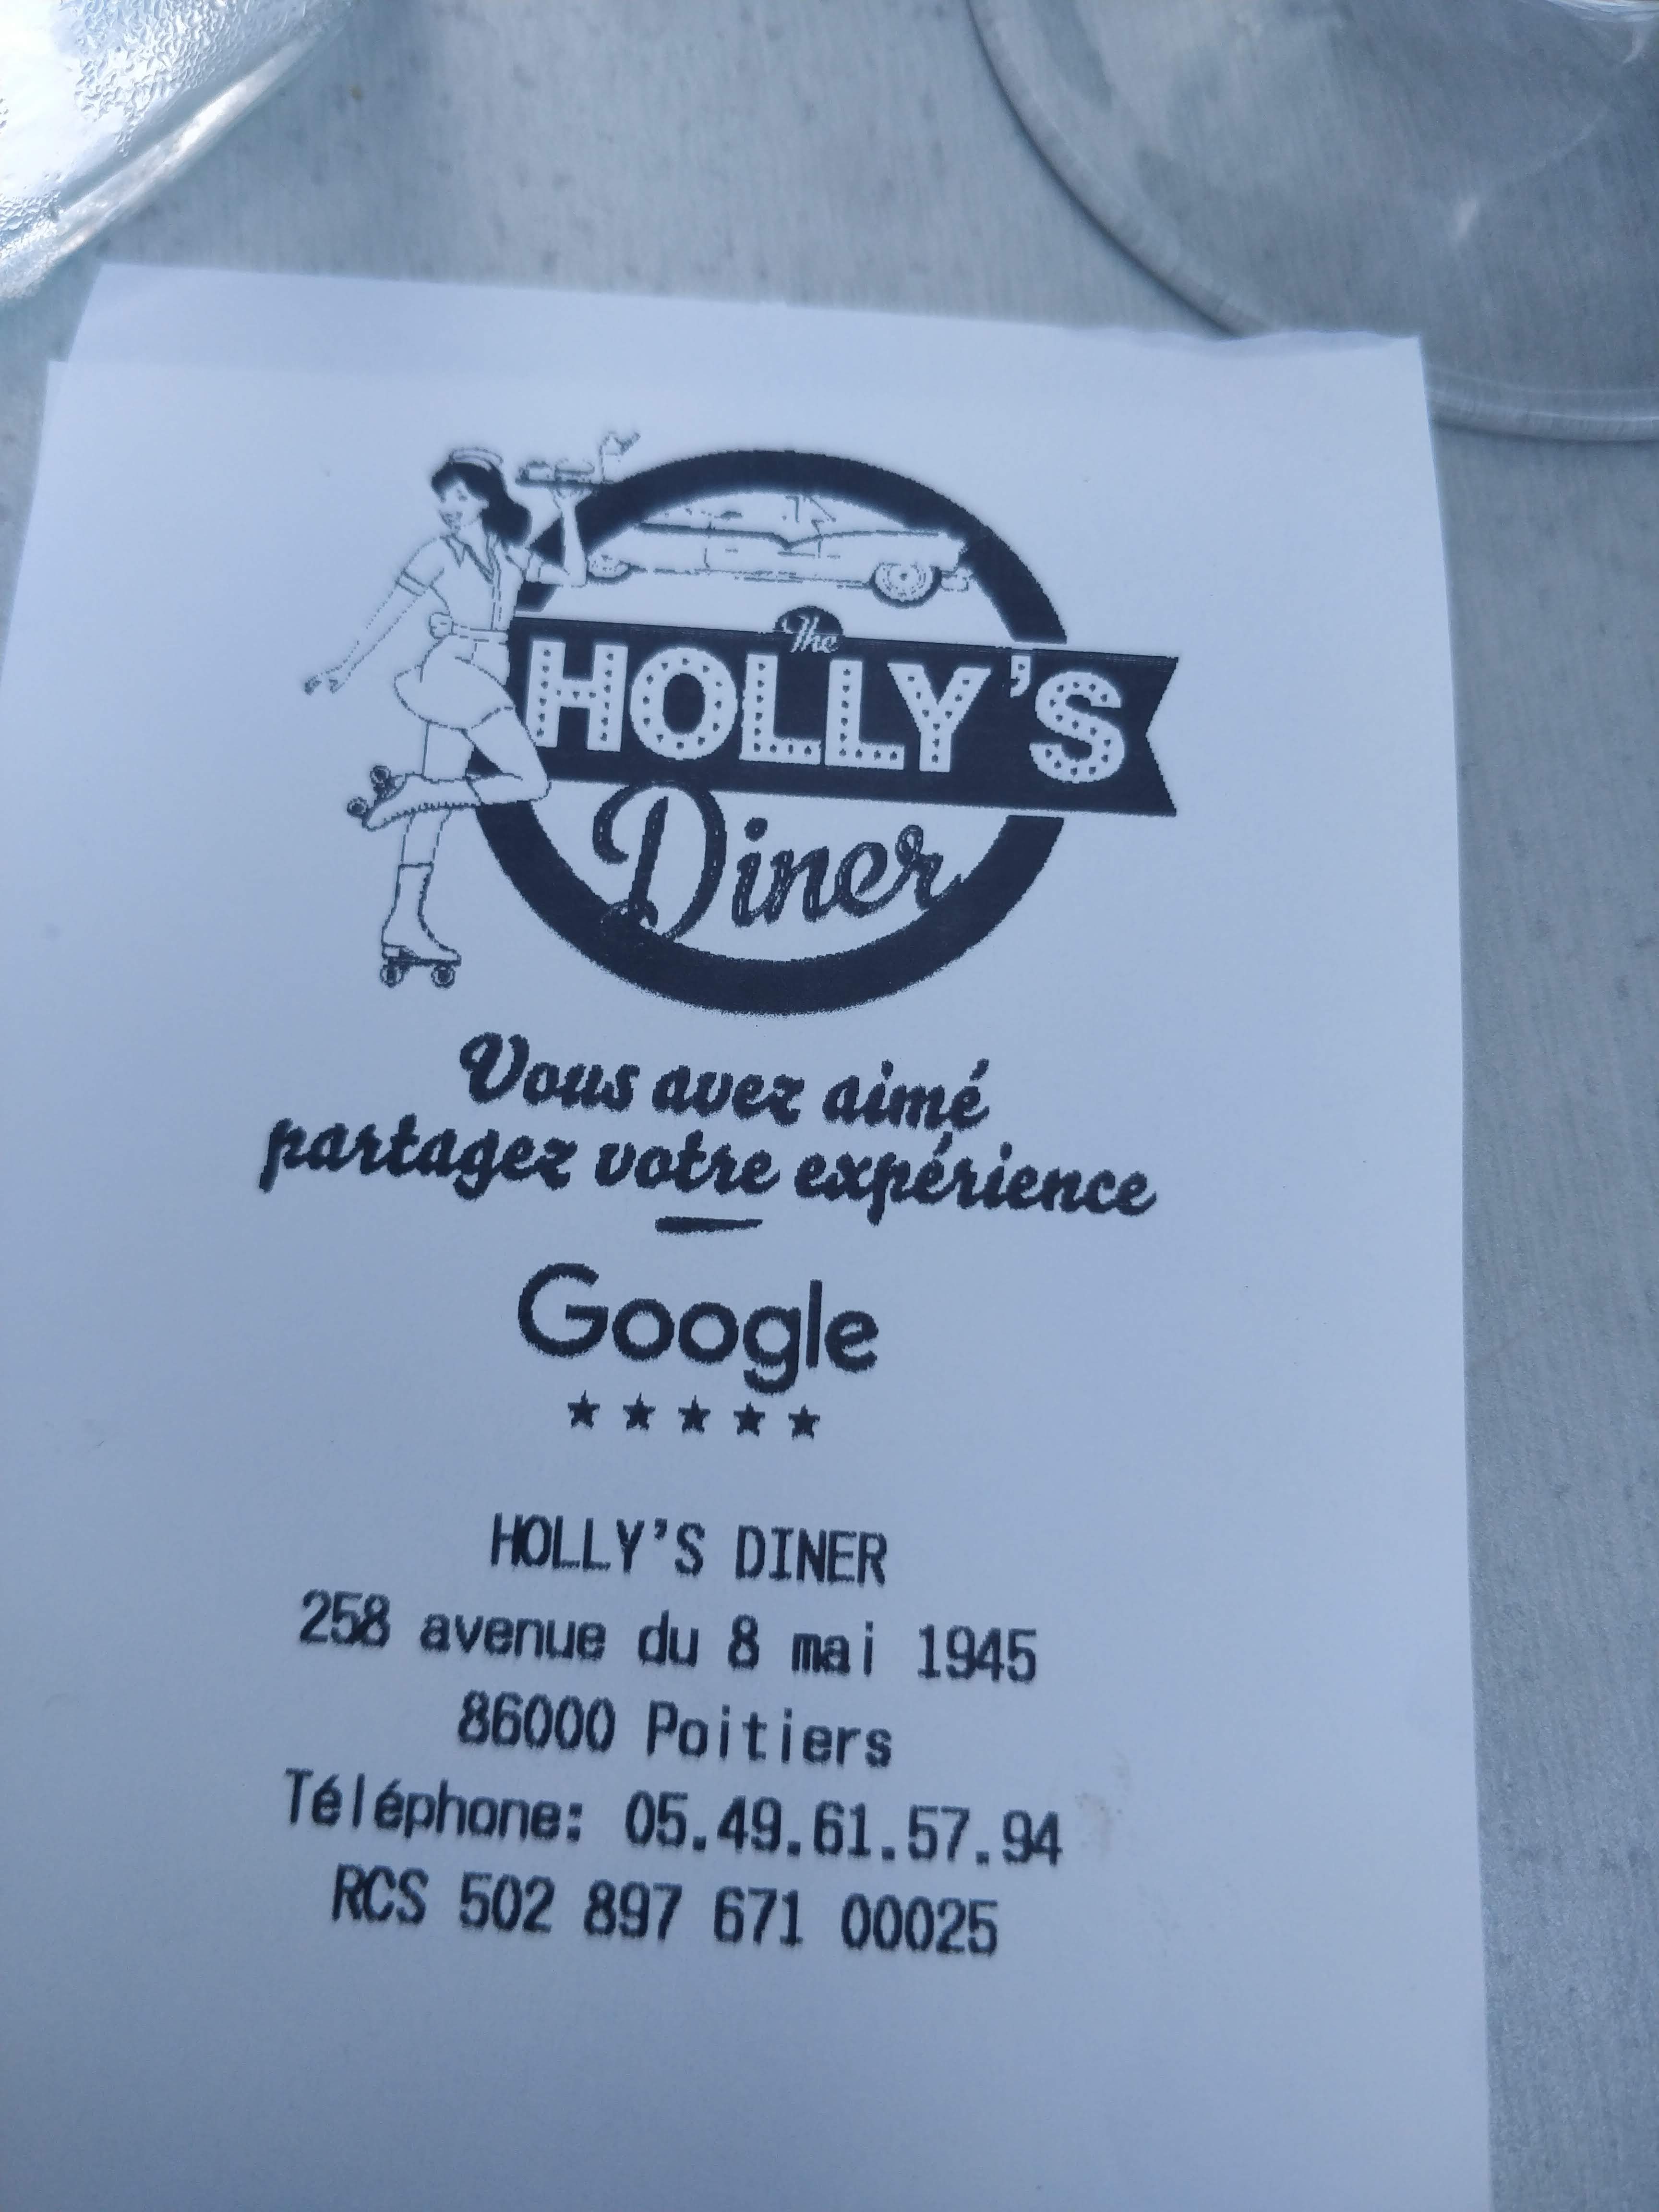 The
HOLLY'S
Diner
Vous avez aimé
partagez votre expérience
Google
HOLLY'S DINER
258 avenue du 8 mai 1945
86000 Poitiers
Téléphone: 05.49.61.57.94
RCS 502 897 671 00025